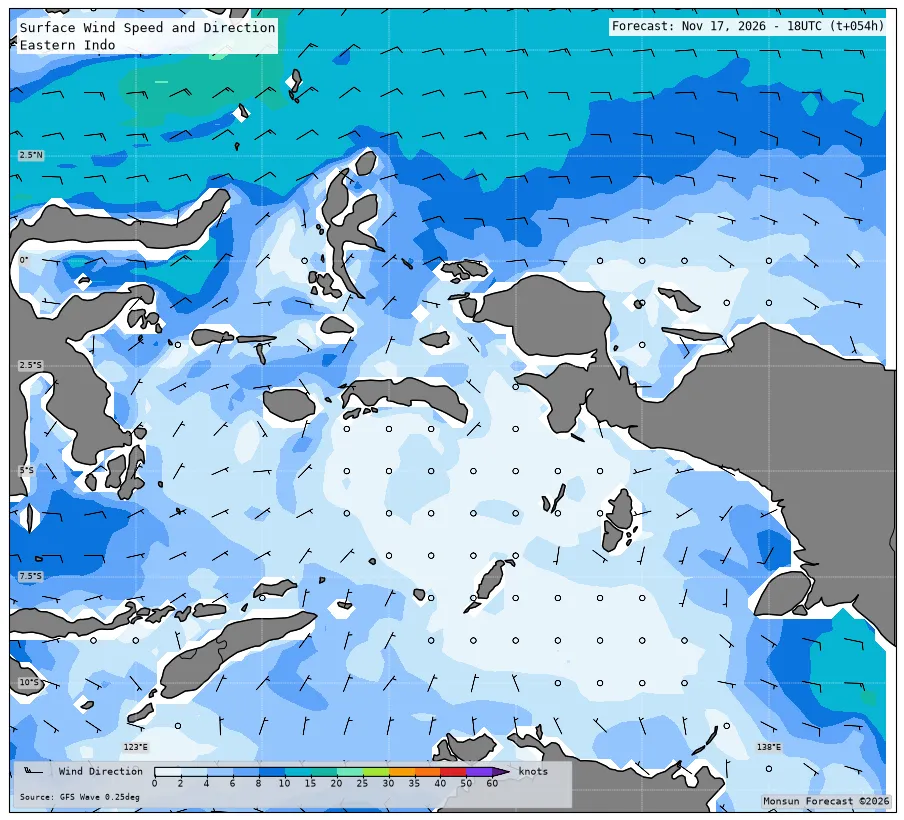 Surface Wind Speed and Direction
Eastern Indo
Forecast: Nov 17, 2026 - 18UTC (t+054h)
2.5°N
0°
2.5°S
5°S
7.5°S
10°S
123°E
138°E
Wind Direction
0 2 4 6 8 10 15 20 25 30 35 40 50 60
knots
Source: GFS Wave 0.25deg
Monsun Forecast ©2026